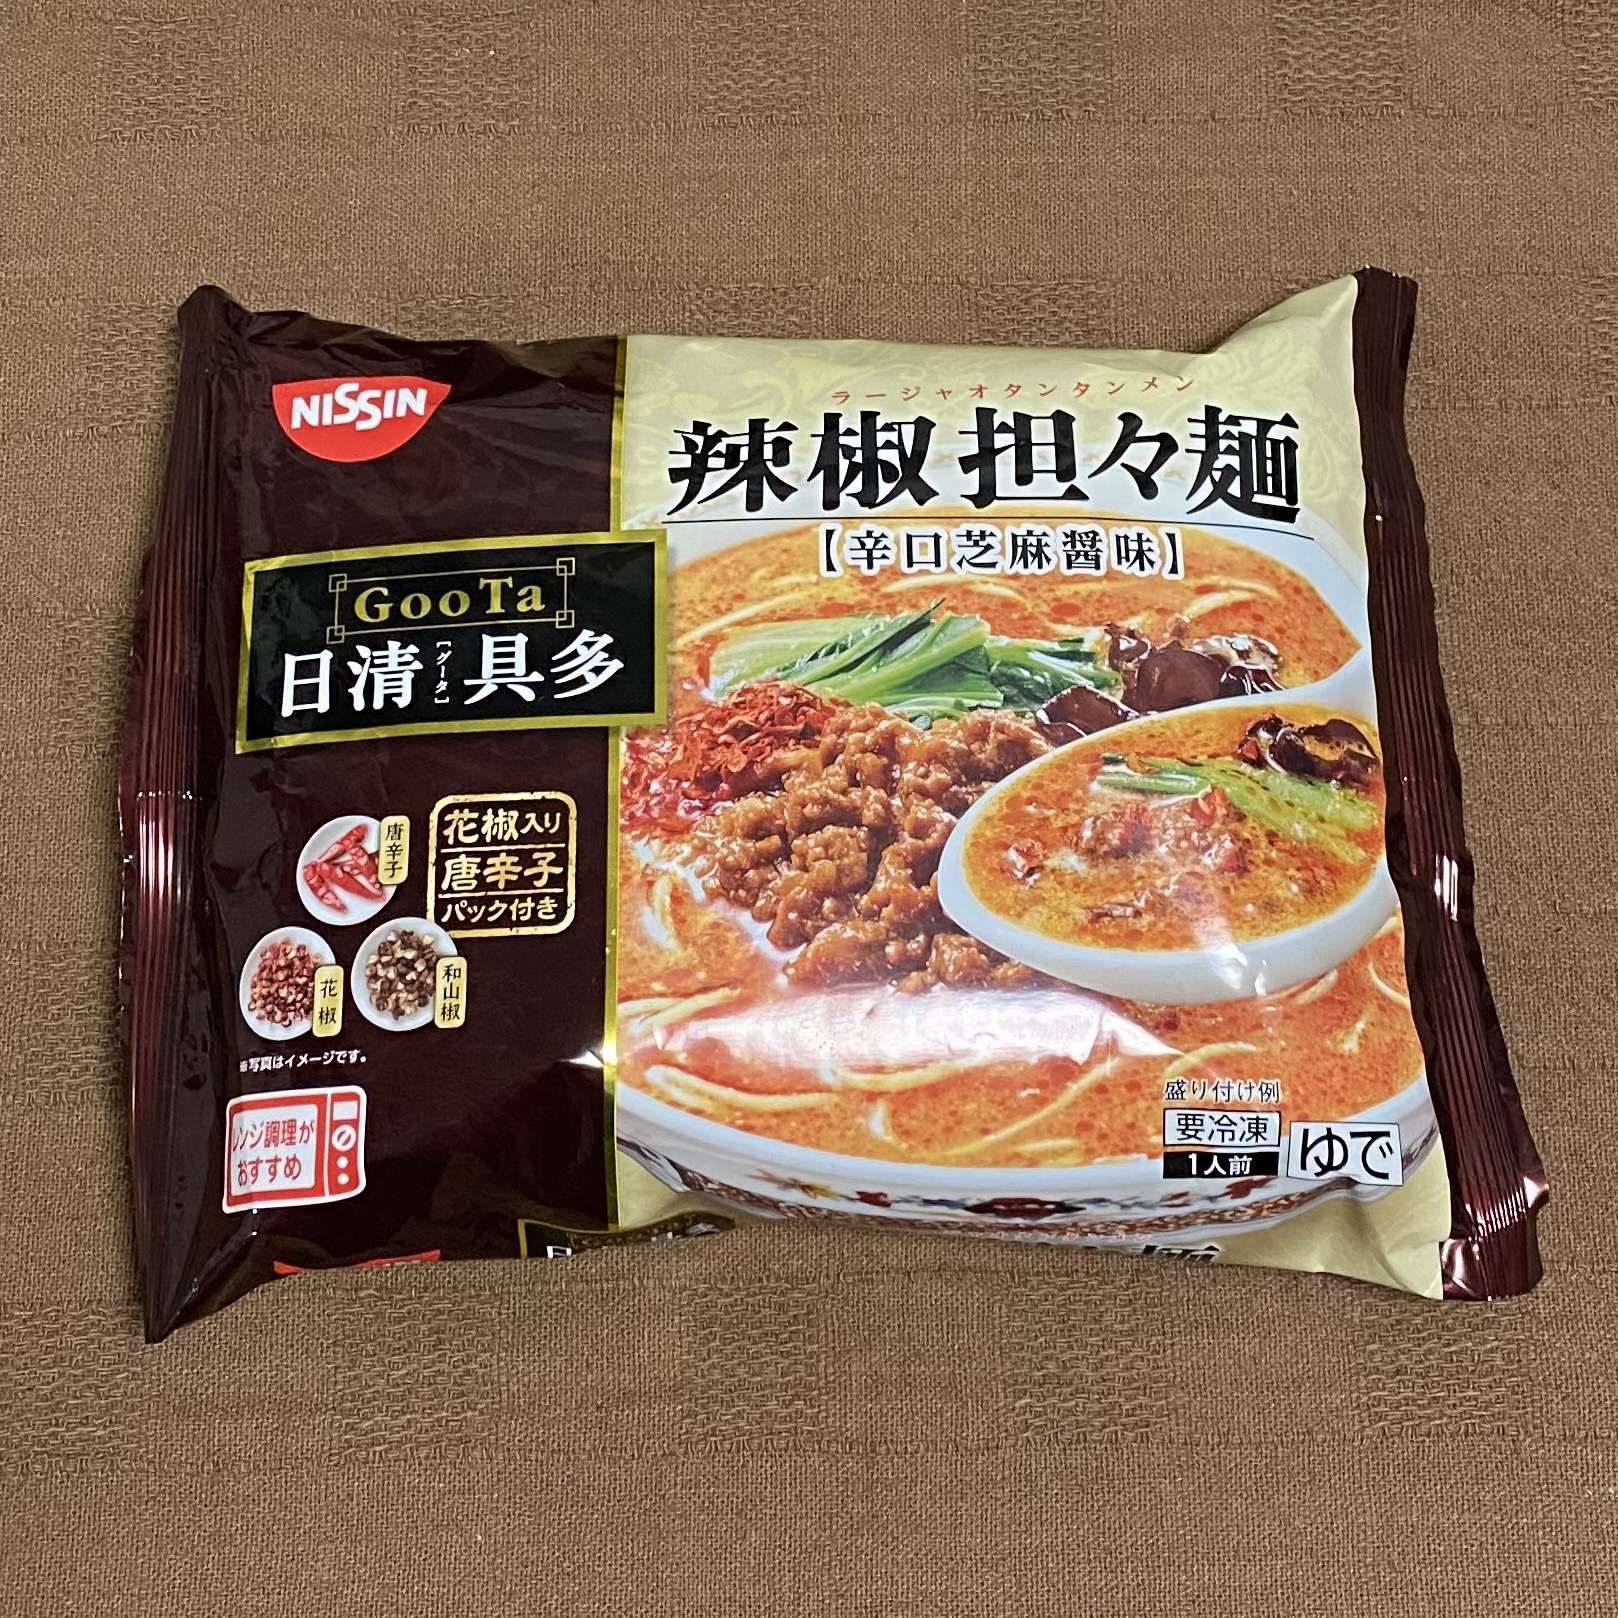 NISSIN
ラージャオタンタンメン
辣椒担々麺
【辛口芝麻醤味】
GooTa
日清[グータ]具多
唐辛子
花椒入り
唐辛子
パック付き
花椒
和山椒
※写真はイメージです。
レンジ調理が
おすすめ
盛り付け例
要冷凍
1人前
ゆで